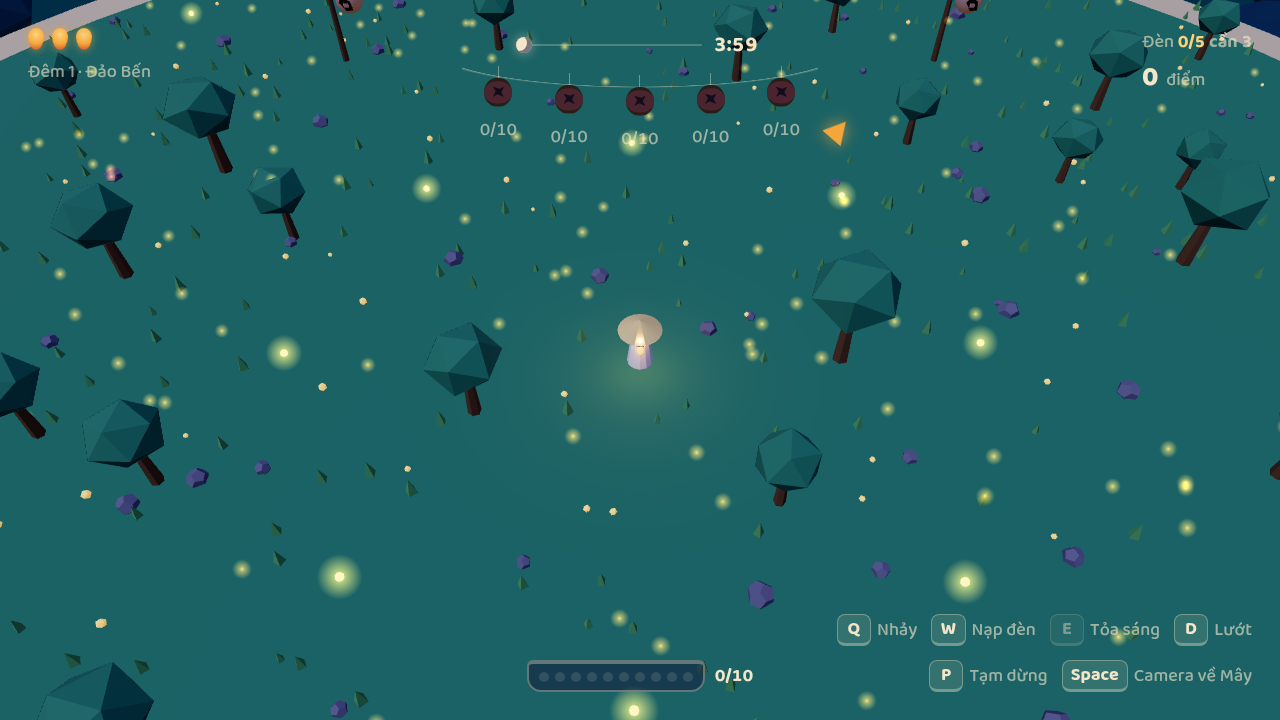 3:59
Đèn 0/5 cần 3
Đêm 1 · Đảo Bến
0 điểm
0/10 0/10 0/10 0/10 0/10
Q Nhảy W Nạp đèn E Tỏa sáng D Lướt
0/10
P Tạm dừng Space Camera về Mây